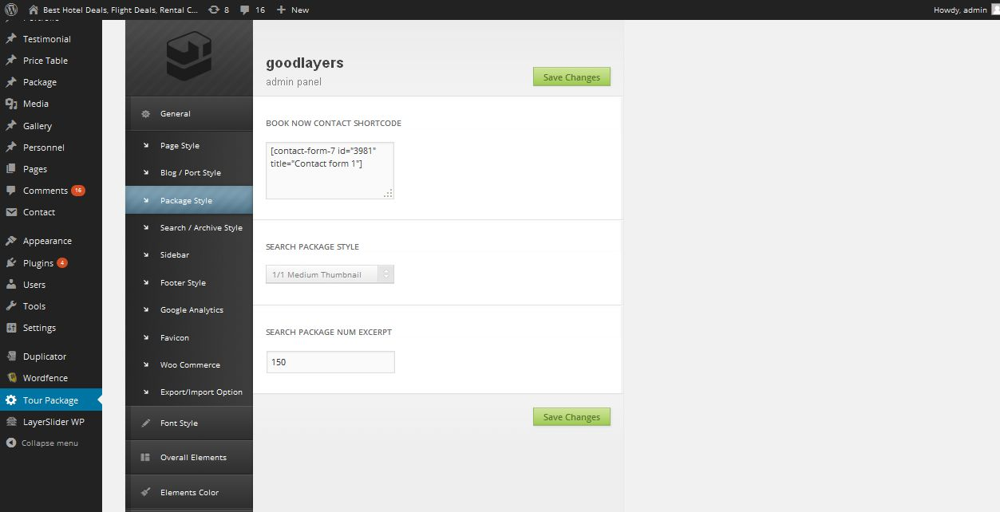 Best Hotel Deals, Flight Deals, Rental C... 8 16 New Howdy, admin
Portfolio
Testimonial
Price Table
Package
Media
Gallery
Personnel
Pages
Comments 16
Contact
Appearance
Plugins 4
Users
Tools
Settings
Duplicator
Wordfence
Tour Package
LayerSlider WP
Collapse menu
General
Page Style
Blog / Port Style
Package Style
Search / Archive Style
Sidebar
Footer Style
Google Analytics
Favicon
Woo Commerce
Export/Import Option
Font Style
Overall Elements
Elements Color
goodlayers
admin panel
Save Changes
BOOK NOW CONTACT SHORTCODE
[contact-form-7 id="3981"
title="Contact form 1"]
SEARCH PACKAGE STYLE
1/1 Medium Thumbnail
SEARCH PACKAGE NUM EXCERPT
150
Save Changes